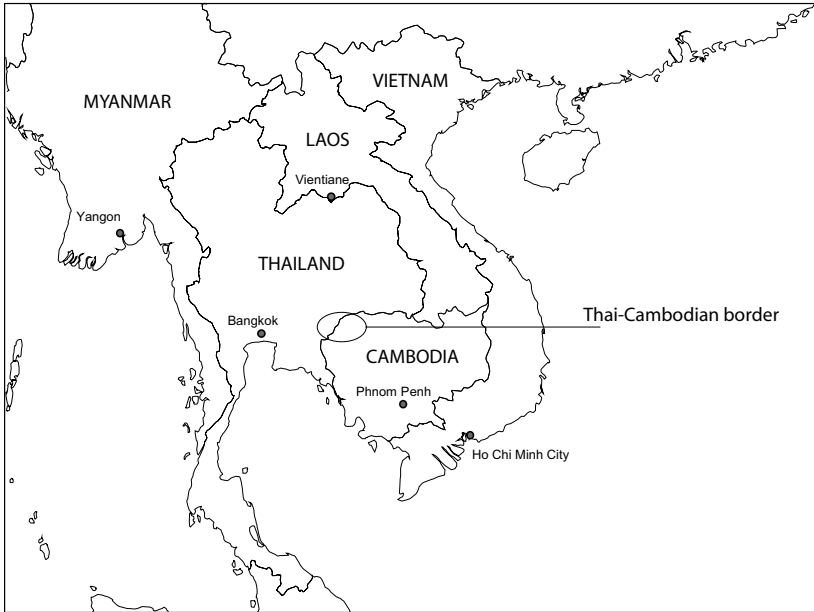 VIETNAM
MYANMAR
LAOS
Vientiane
Yangon
THAILAND
Thai-Cambodian border
Bangkok
CAMBODIA
Phnom Penh
Ho Chi Minh City